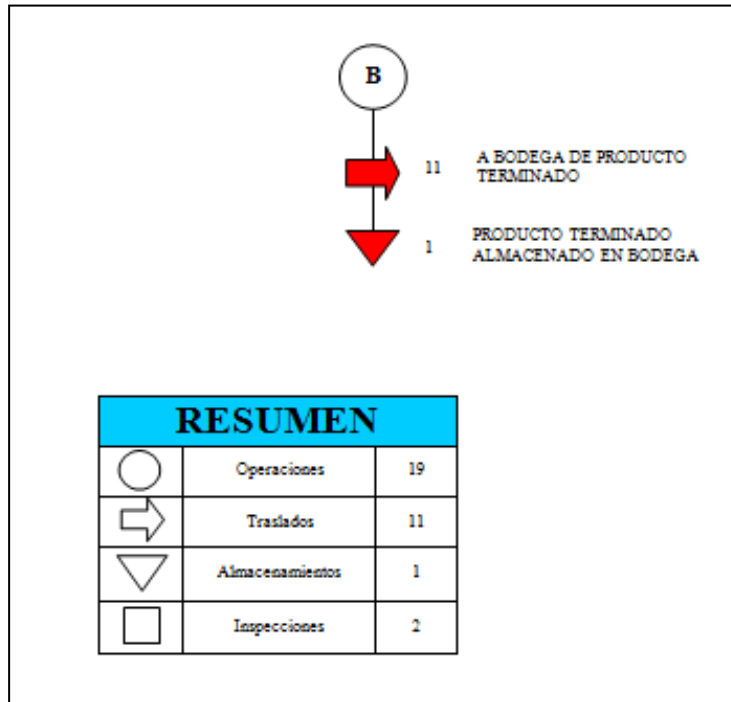 B
11 A BODEGA DE PRODUCTO
TERMINADO
1 PRODUCTO TERMINADO
ALMACENADO EN BODEGA
RESUMEN
Operaciones 19
Traslados 11
Almacenamientos 1
Inspecciones 2